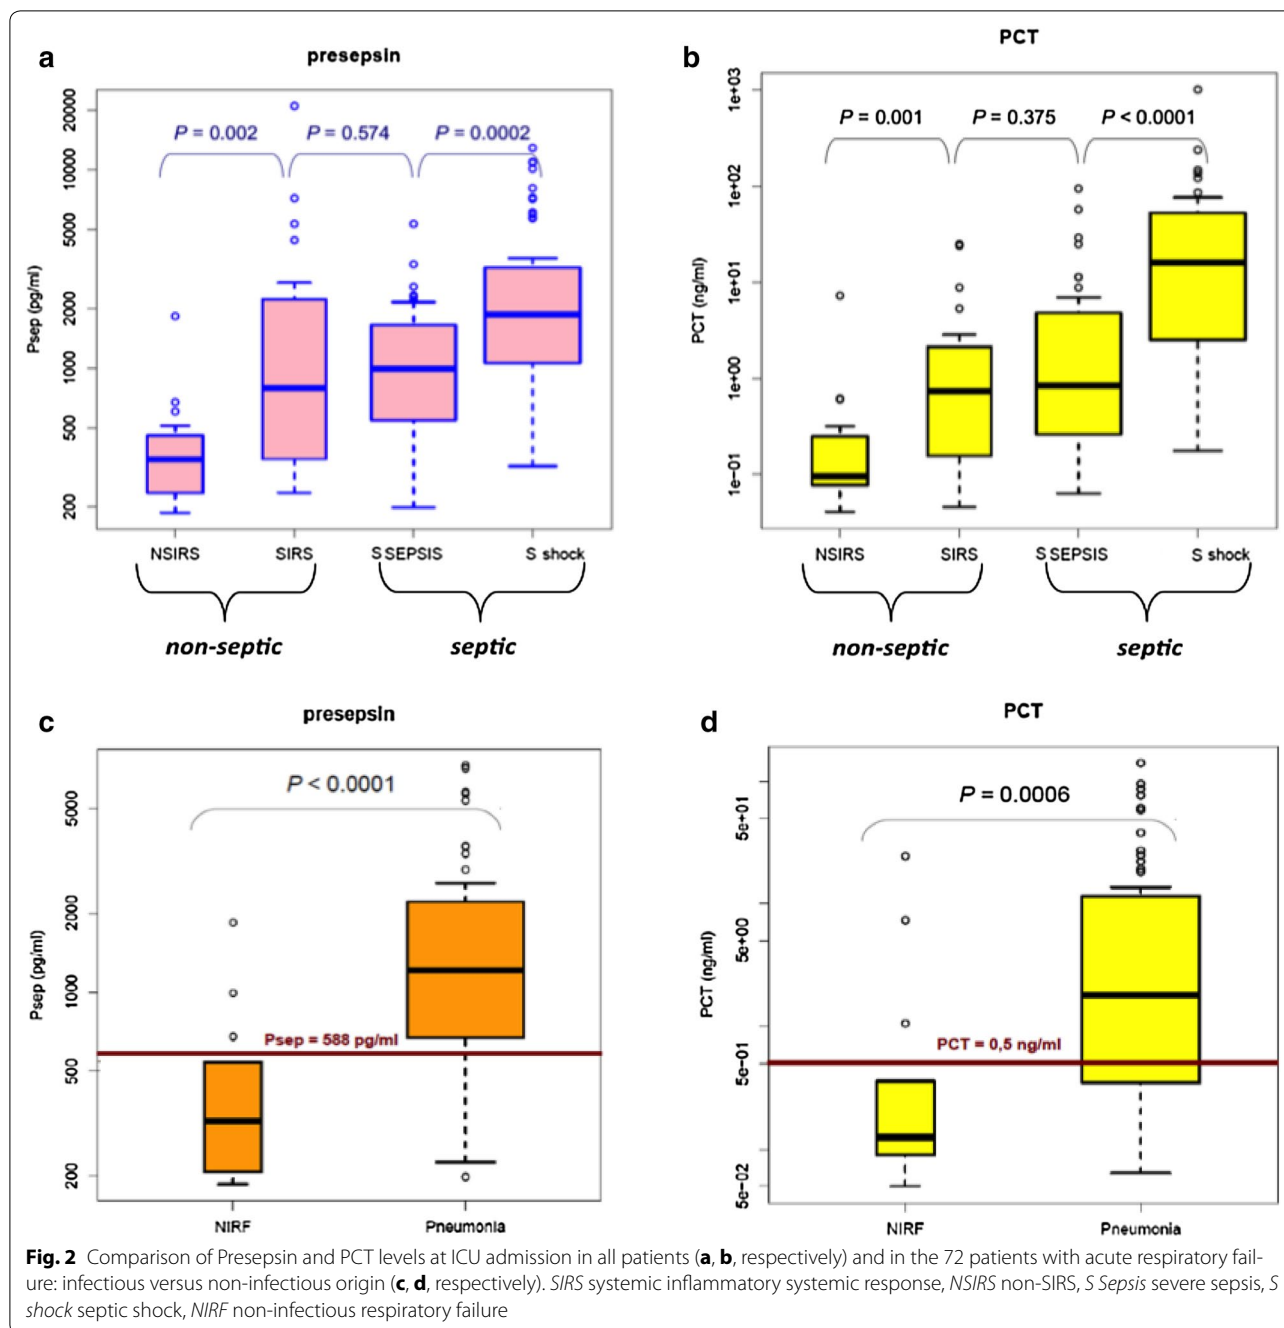 a
presepsin
20000
10000
5000
2000
1000
500
200
Psep (pg/ml)
P = 0.002
P = 0.574
P = 0.0002
NSIRS
SIRS
S SEPSIS
S shock
non-septic
septic
b
PCT
1e+03
1e+02
1e+01
1e+00
1e−01
PCT (ng/ml)
P = 0.001
P = 0.375
P < 0.0001
NSIRS
SIRS
S SEPSIS
S shock
non-septic
septic
c
presepsin
5000
2000
1000
500
200
Psep (pg/ml)
P < 0.0001
Psep = 588 pg/ml
NIRF
Pneumonia
d
PCT
5e+01
5e+00
5e−01
5e−02
PCT (ng/ml)
P = 0.0006
PCT = 0,5 ng/ml
NIRF
Pneumonia
Fig. 2 Comparison of Presepsin and PCT levels at ICU admission in all patients (a, b, respectively) and in the 72 patients with acute respiratory fail-
ure: infectious versus non-infectious origin (c, d, respectively). SIRS systemic inflammatory systemic response, NSIRS non-SIRS, S Sepsis severe sepsis, S
shock septic shock, NIRF non-infectious respiratory failure